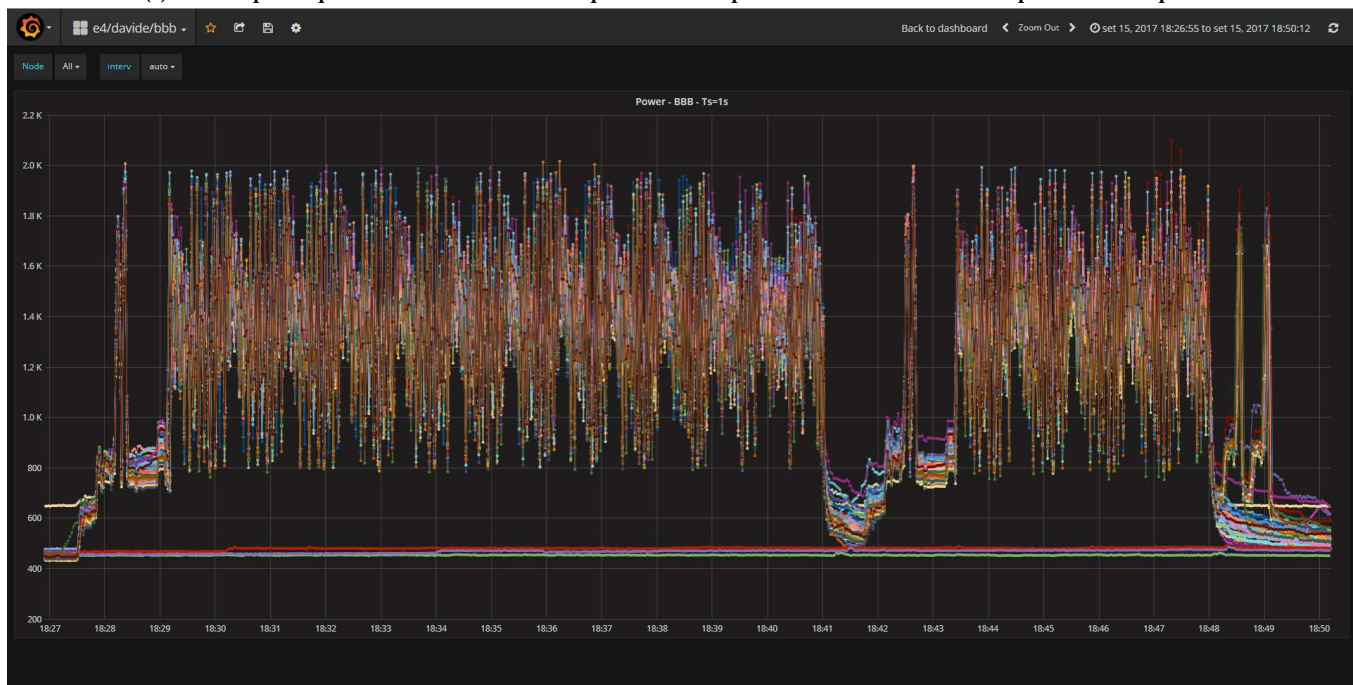 e4/davide/bbb
Back to dashboard Zoom Out set 15, 2017 18:26:55 to set 15, 2017 18:50:12
Node All interv auto
Power - BBB - Ts=1s
2.2 K
2.0 K
1.8 K
1.6 K
1.4 K
1.2 K
1.0 K
800
600
400
200
18:27 18:28 18:29 18:30 18:31 18:32 18:33 18:34 18:35 18:36 18:37 18:38 18:39 18:40 18:41 18:42 18:43 18:44 18:45 18:46 18:47 18:48 18:49 18:50